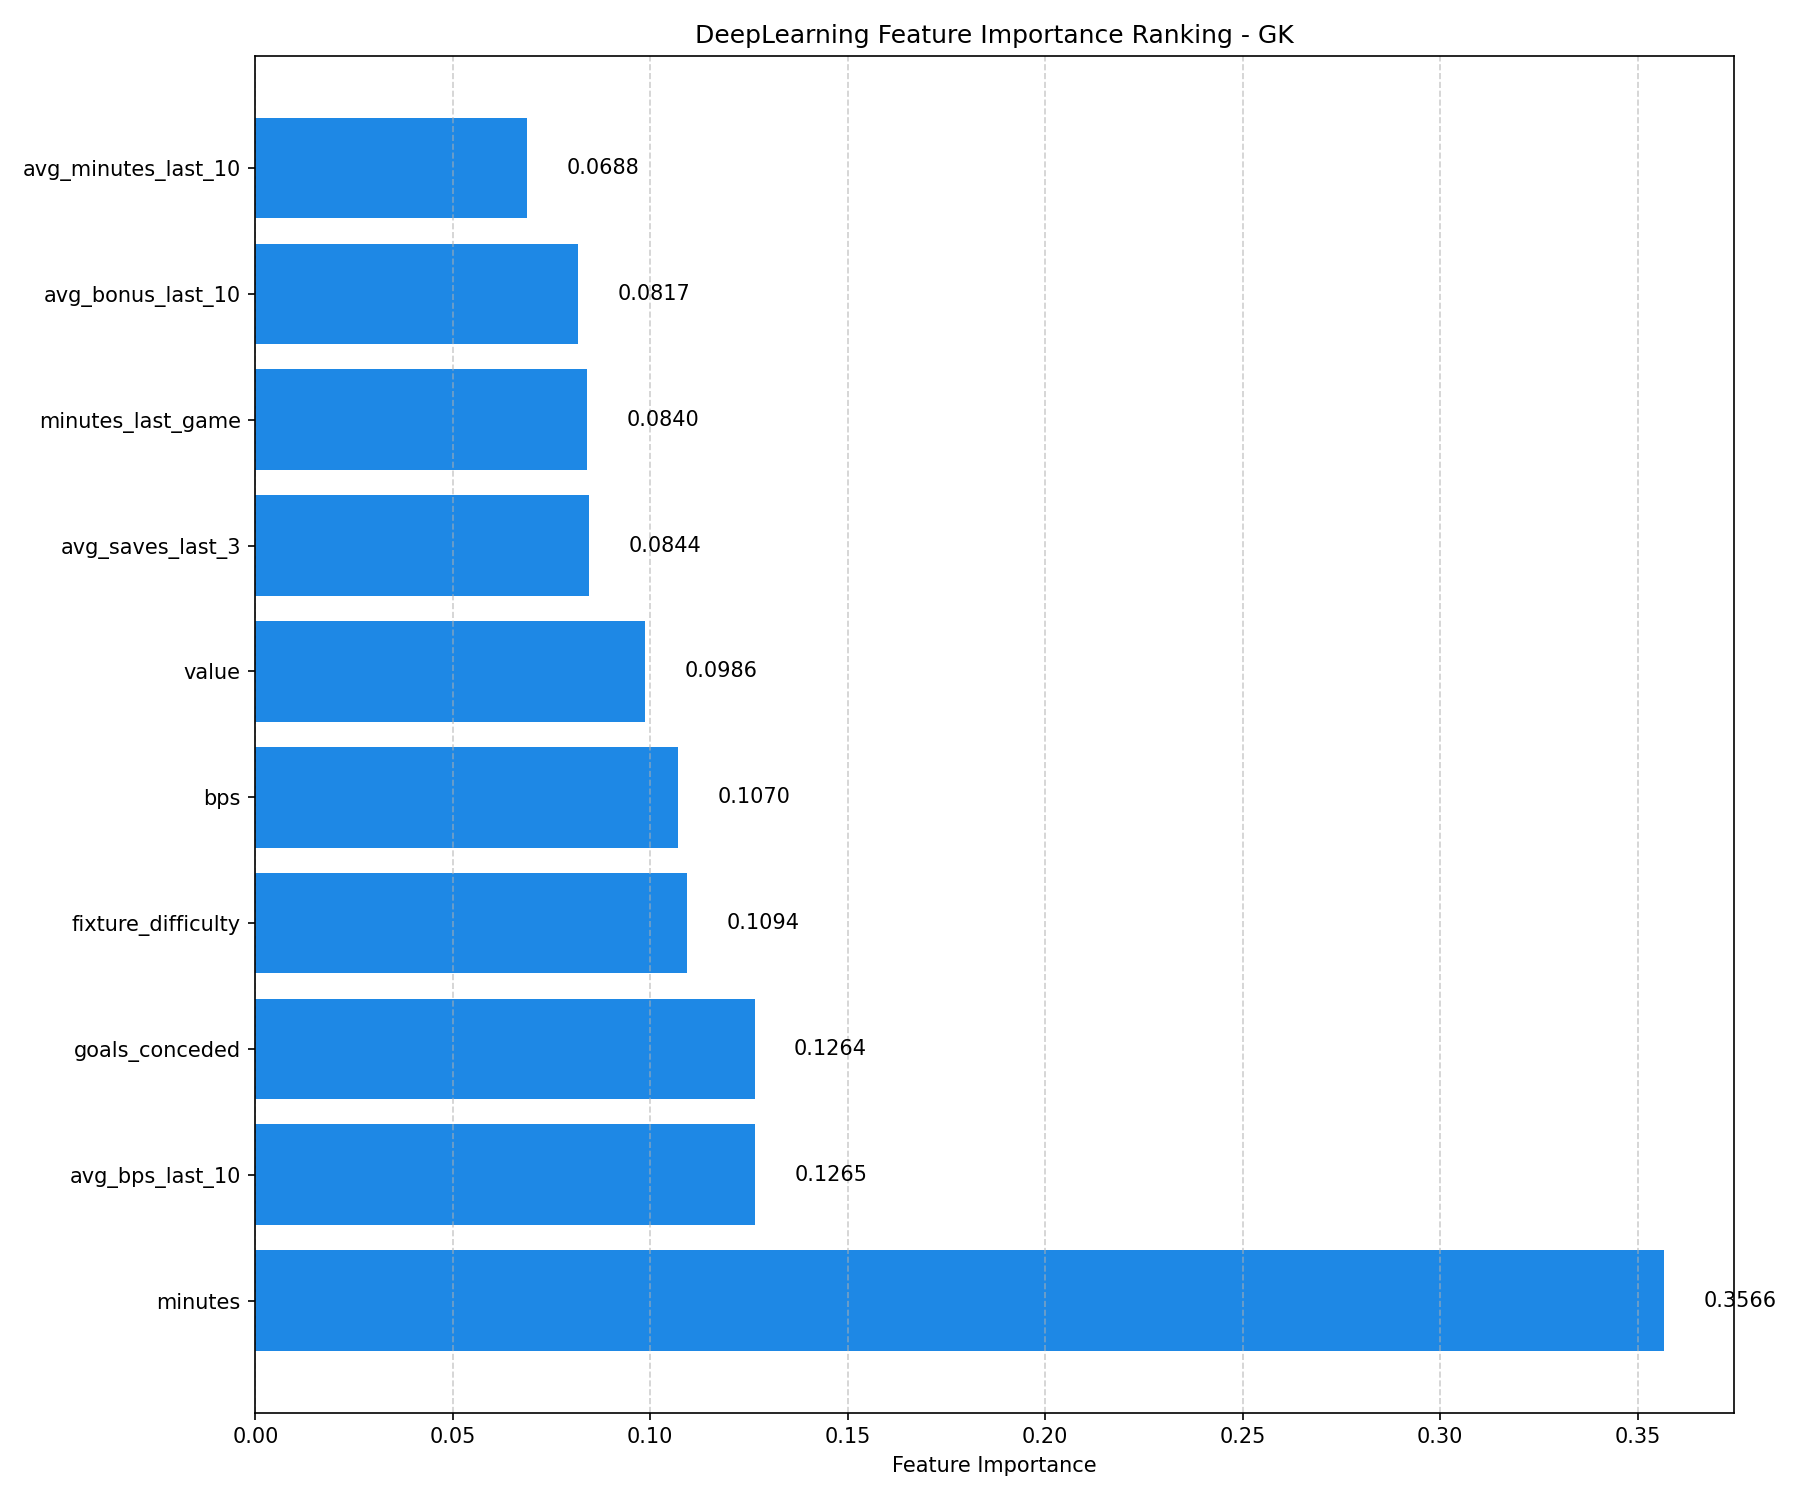 DeepLearning Feature Importance Ranking - GK
avg_minutes_last_10 0.0688
avg_bonus_last_10 0.0817
minutes_last_game 0.0840
avg_saves_last_3 0.0844
value 0.0986
bps 0.1070
fixture_difficulty 0.1094
goals_conceded 0.1264
avg_bps_last_10 0.1265
minutes 0.3566
0.00 0.05 0.10 0.15 0.20 0.25 0.30 0.35
Feature Importance